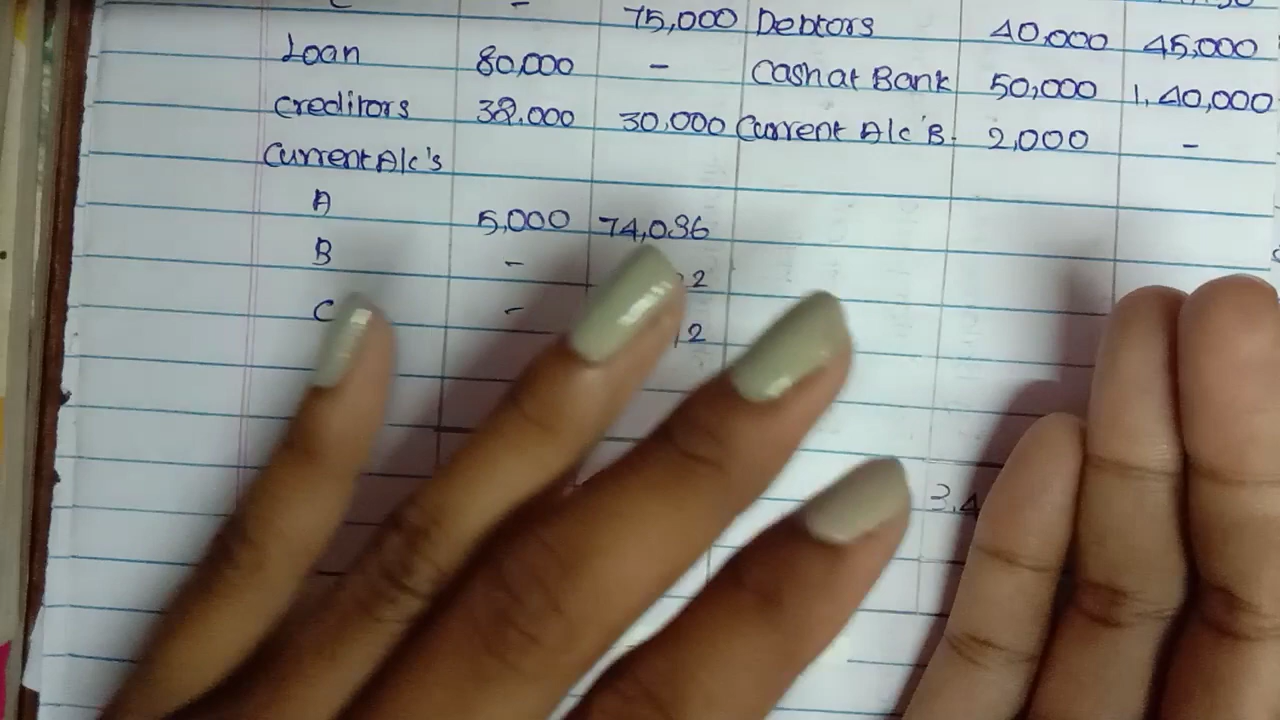 75,000 Debtors 40,000 45,000
Loan 80,000 - Cash at Bank 50,000 1,40,000
Creditors 38,000 30,000 Current A/c's B. 2,000 -
Current A/c's
A 5,000 74,036
B -
C -